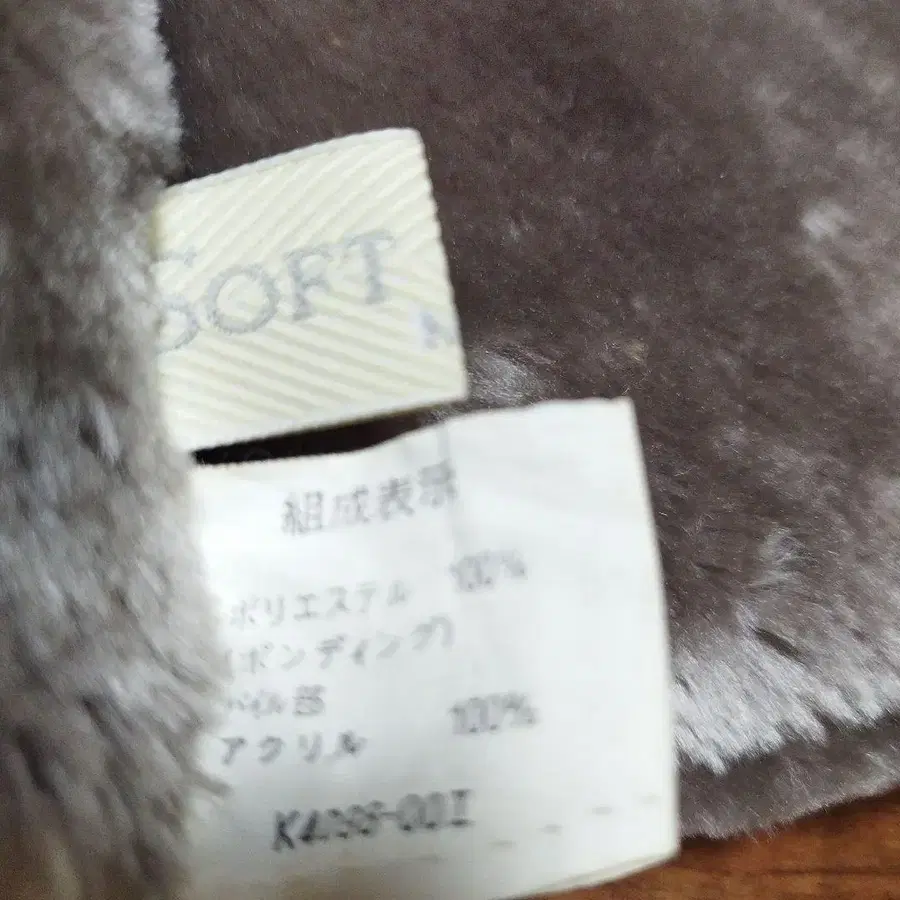 SOFT
組成表示
ポリエステル 100%
(ボンディング)
パイル部
アクリル 100%